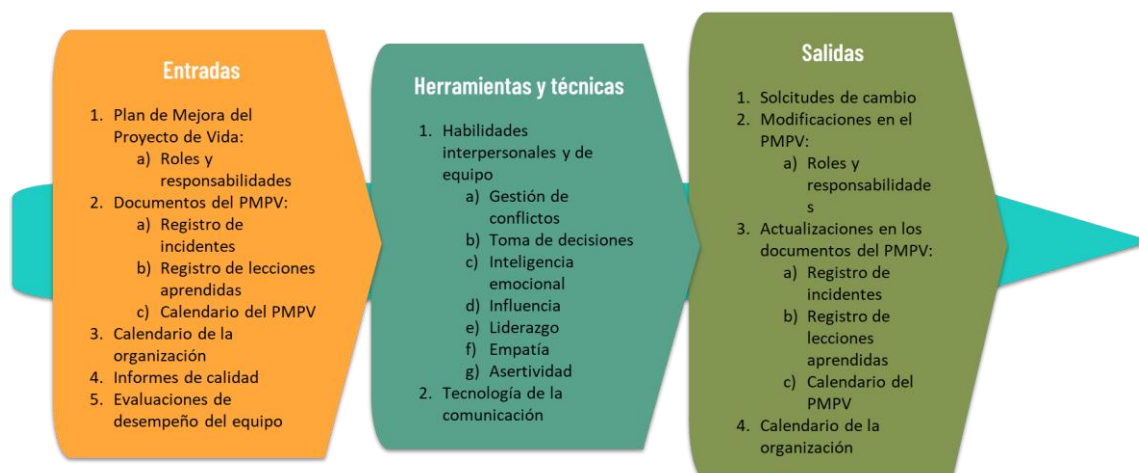 Entradas
1. Plan de Mejora del
Proyecto de Vida:
a) Roles y
responsabilidades
2. Documentos del PMPV:
a) Registro de
incidentes
b) Registro de lecciones
aprendidas
c) Calendario del PMPV
3. Calendario de la
organización
4. Informes de calidad
5. Evaluaciones de
desempeño del equipo
Herramientas y técnicas
1. Habilidades
interpersonales y de
equipo
a) Gestión de
conflictos
b) Toma de decisiones
c) Inteligencia
emocional
d) Influencia
e) Liderazgo
f) Empatía
g) Asertividad
2. Tecnología de la
comunicación
Salidas
1. Solcitudes de cambio
2. Modificaciones en el
PMPV:
a) Roles y
responsabilidade
s
3. Actualizaciones en los
documentos del PMPV:
a) Registro de
incidentes
b) Registro de
lecciones
aprendidas
c) Calendario del
PMPV
4. Calendario de la
organización